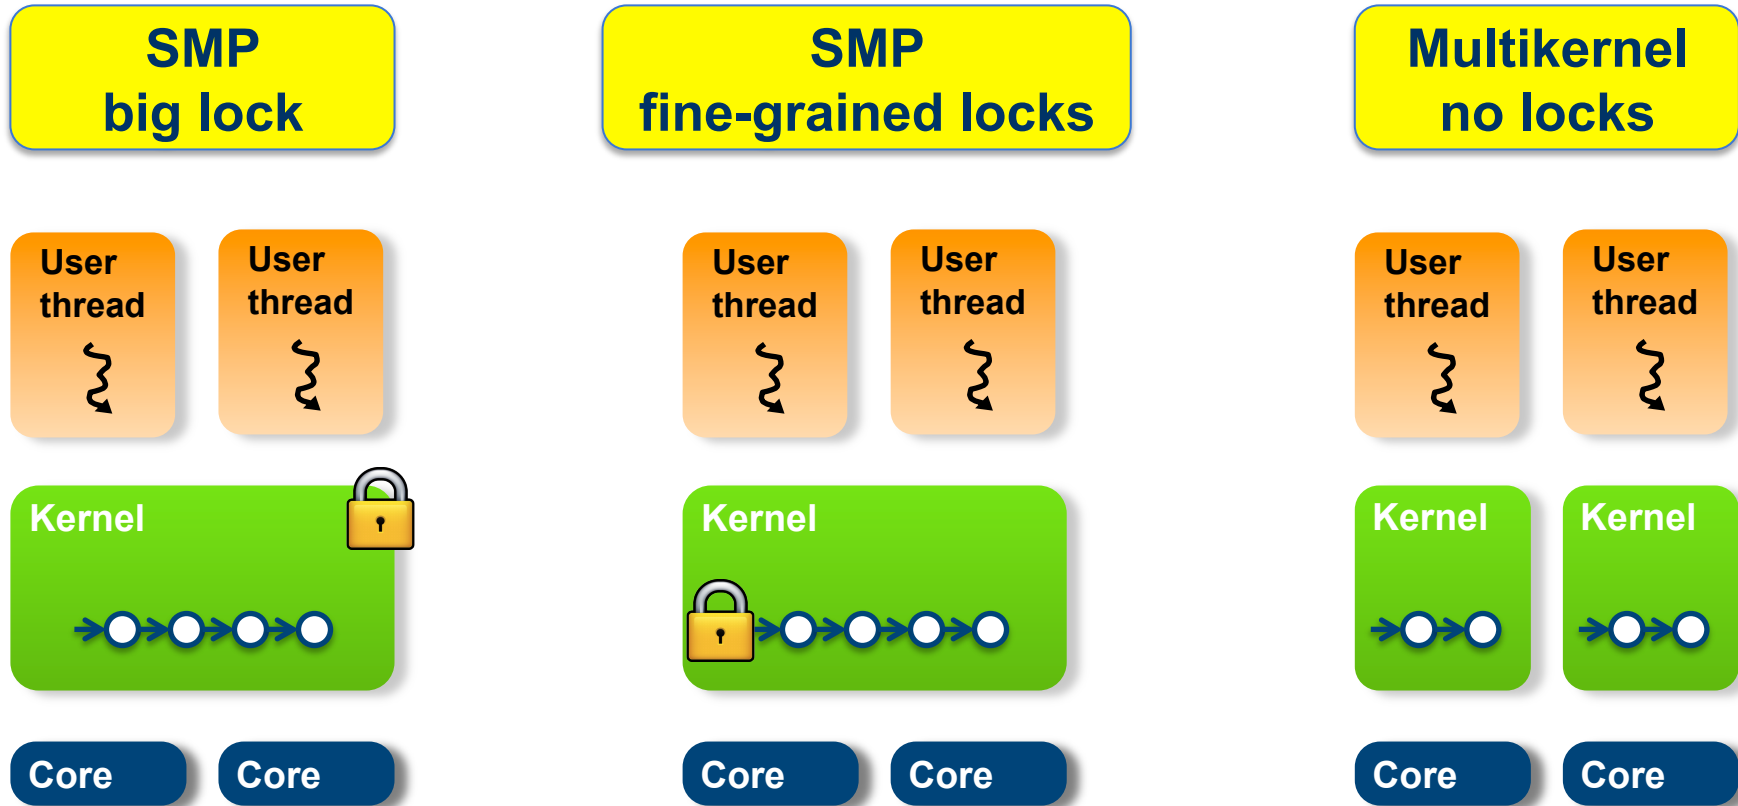 SMP
big lock
SMP
fine-grained locks
Multikernel
no locks
User
thread
User
thread
User
thread
User
thread
User
thread
User
thread
Kernel
Kernel
Kernel
Kernel
Core
Core
Core
Core
Core
Core